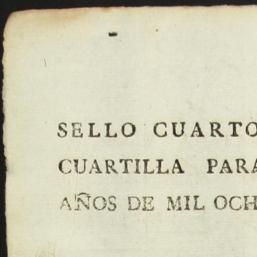 SELLO CUARTO
CUARTILLA PARA
AÑOS DE MIL OCH